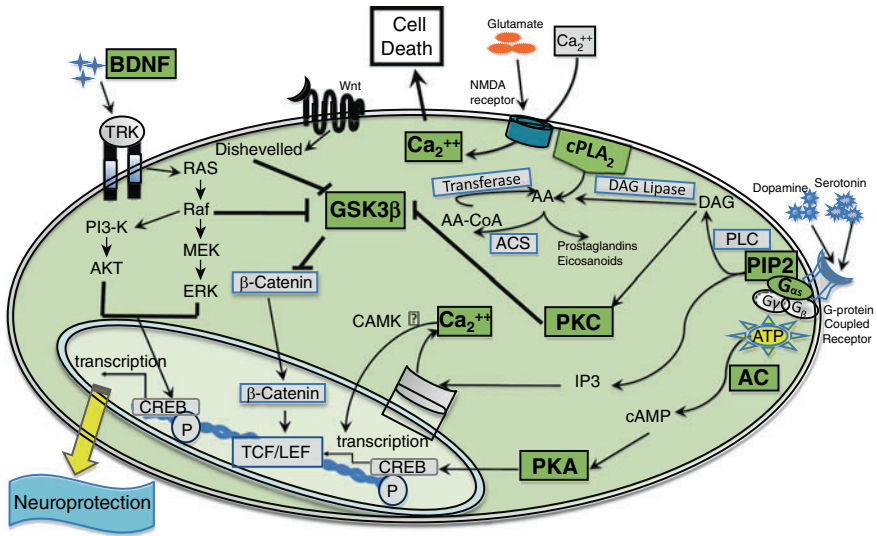 Cell
Death
Glutamate
Ca2++
BDNF
NMDA
receptor
Wnt
TRK
Dishevelled
Ca2++
cPLA2
RAS
Transferase
AA
DAG Lipase
DAG
Dopamine
Serotonin
PI3-K
Raf
GSK3β
AA-CoA
ACS
Prostaglandins
Eicosanoids
PLC
MEK
AKT
PIP2
Gαs
β-Catenin
ERK
Gγ
Gβ
G-protein
Coupled
Receptor
CAMK
Ca2++
PKC
ATP
transcription
IP3
AC
β-Catenin
CREB
P
cAMP
transcription
TCF/LEF
CREB
PKA
P
Neuroprotection